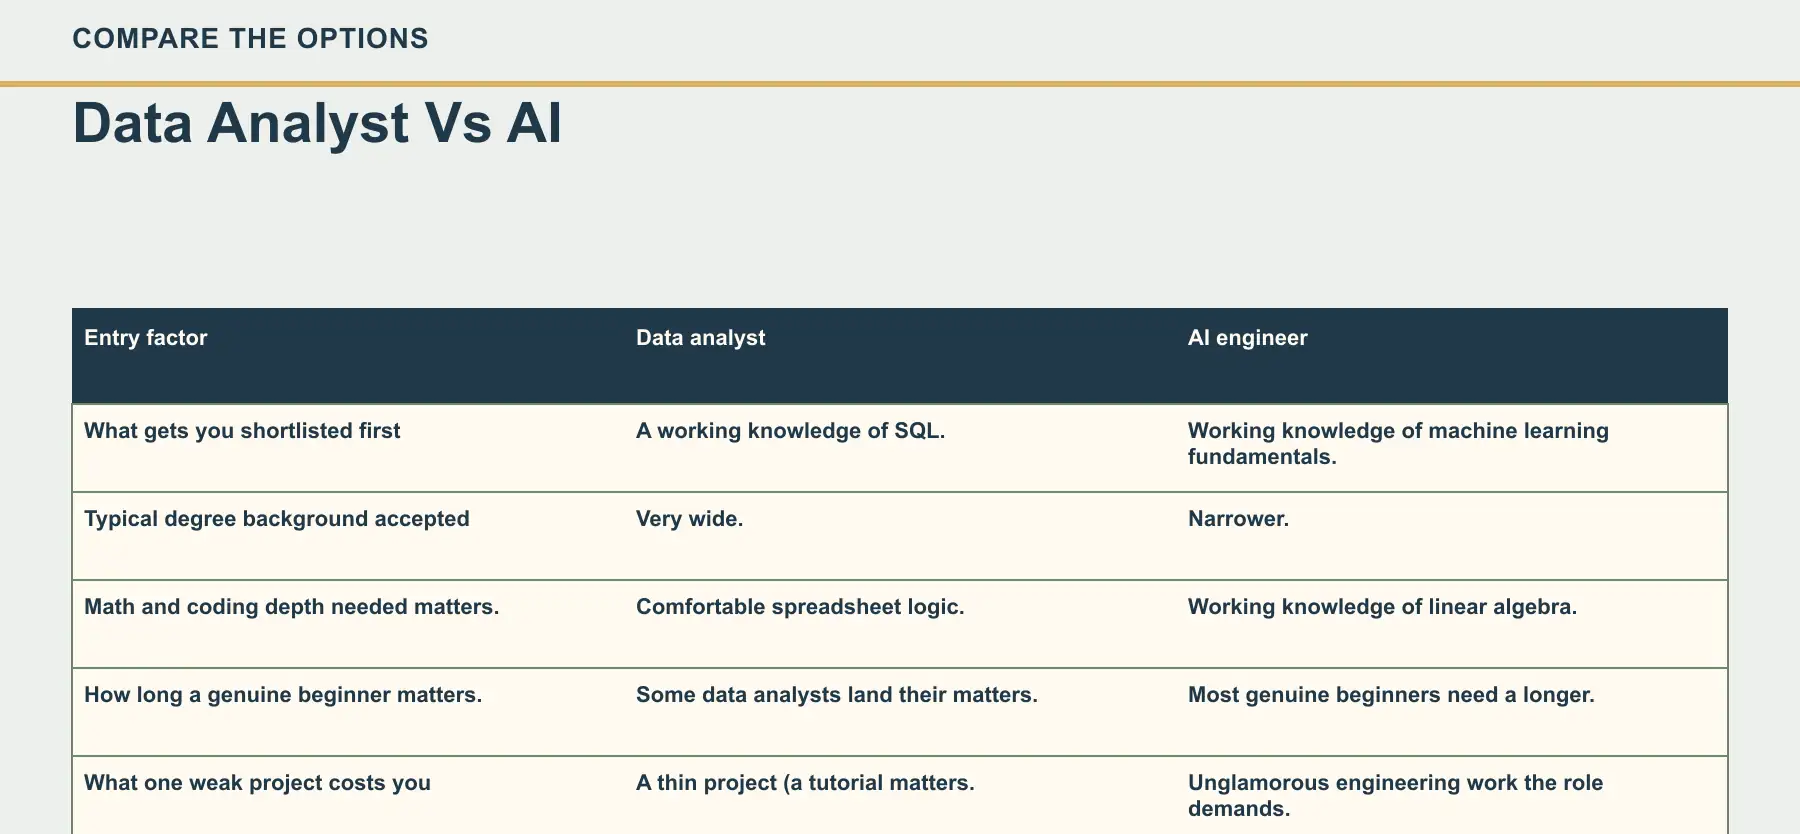 COMPARE THE OPTIONS
Data Analyst Vs AI
Entry factor
Data analyst
AI engineer
What gets you shortlisted first
A working knowledge of SQL.
Working knowledge of machine learning
fundamentals.
Typical degree background accepted
Very wide.
Narrower.
Math and coding depth needed matters.
Comfortable spreadsheet logic.
Working knowledge of linear algebra.
How long a genuine beginner matters.
Some data analysts land their matters.
Most genuine beginners need a longer.
What one weak project costs you
A thin project (a tutorial matters.
Unglamorous engineering work the role
demands.